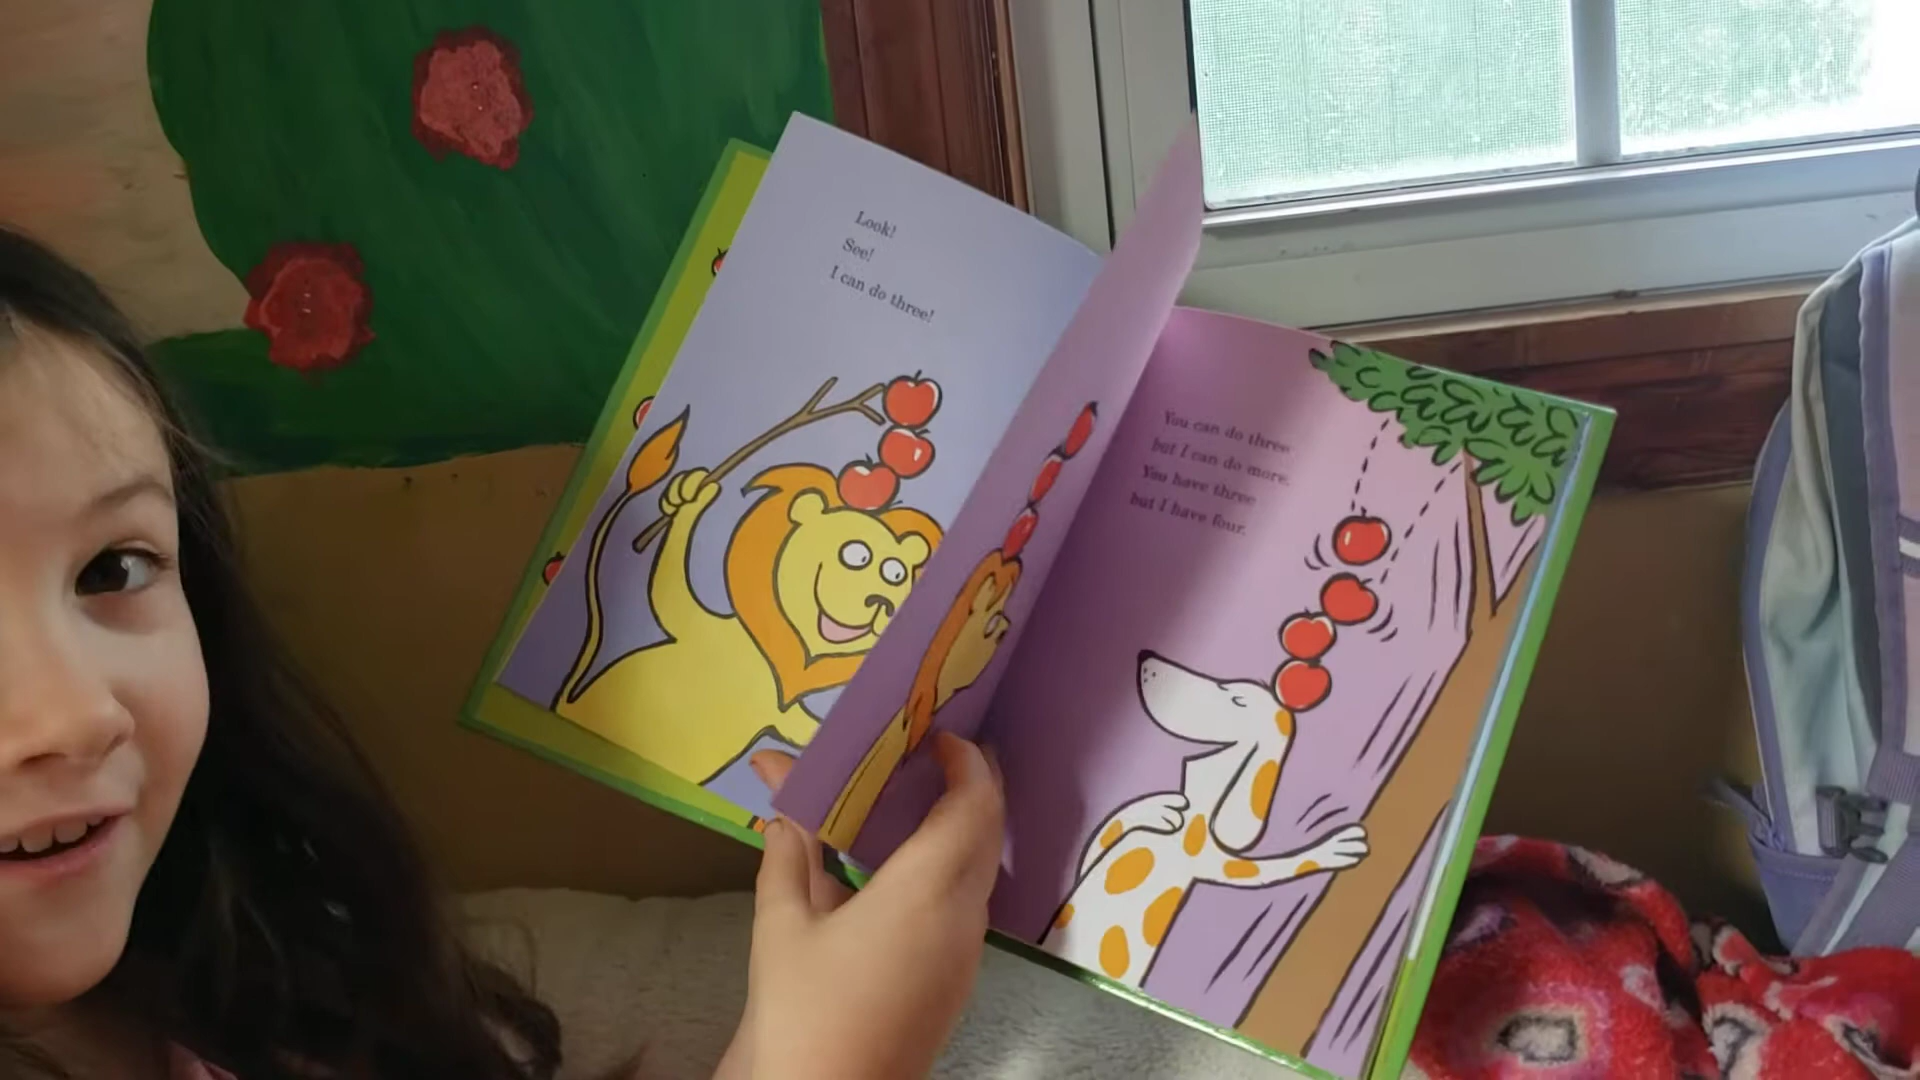 Look!
See!
I can do three!
You can do three
but I can do more.
You have three
but I have four.